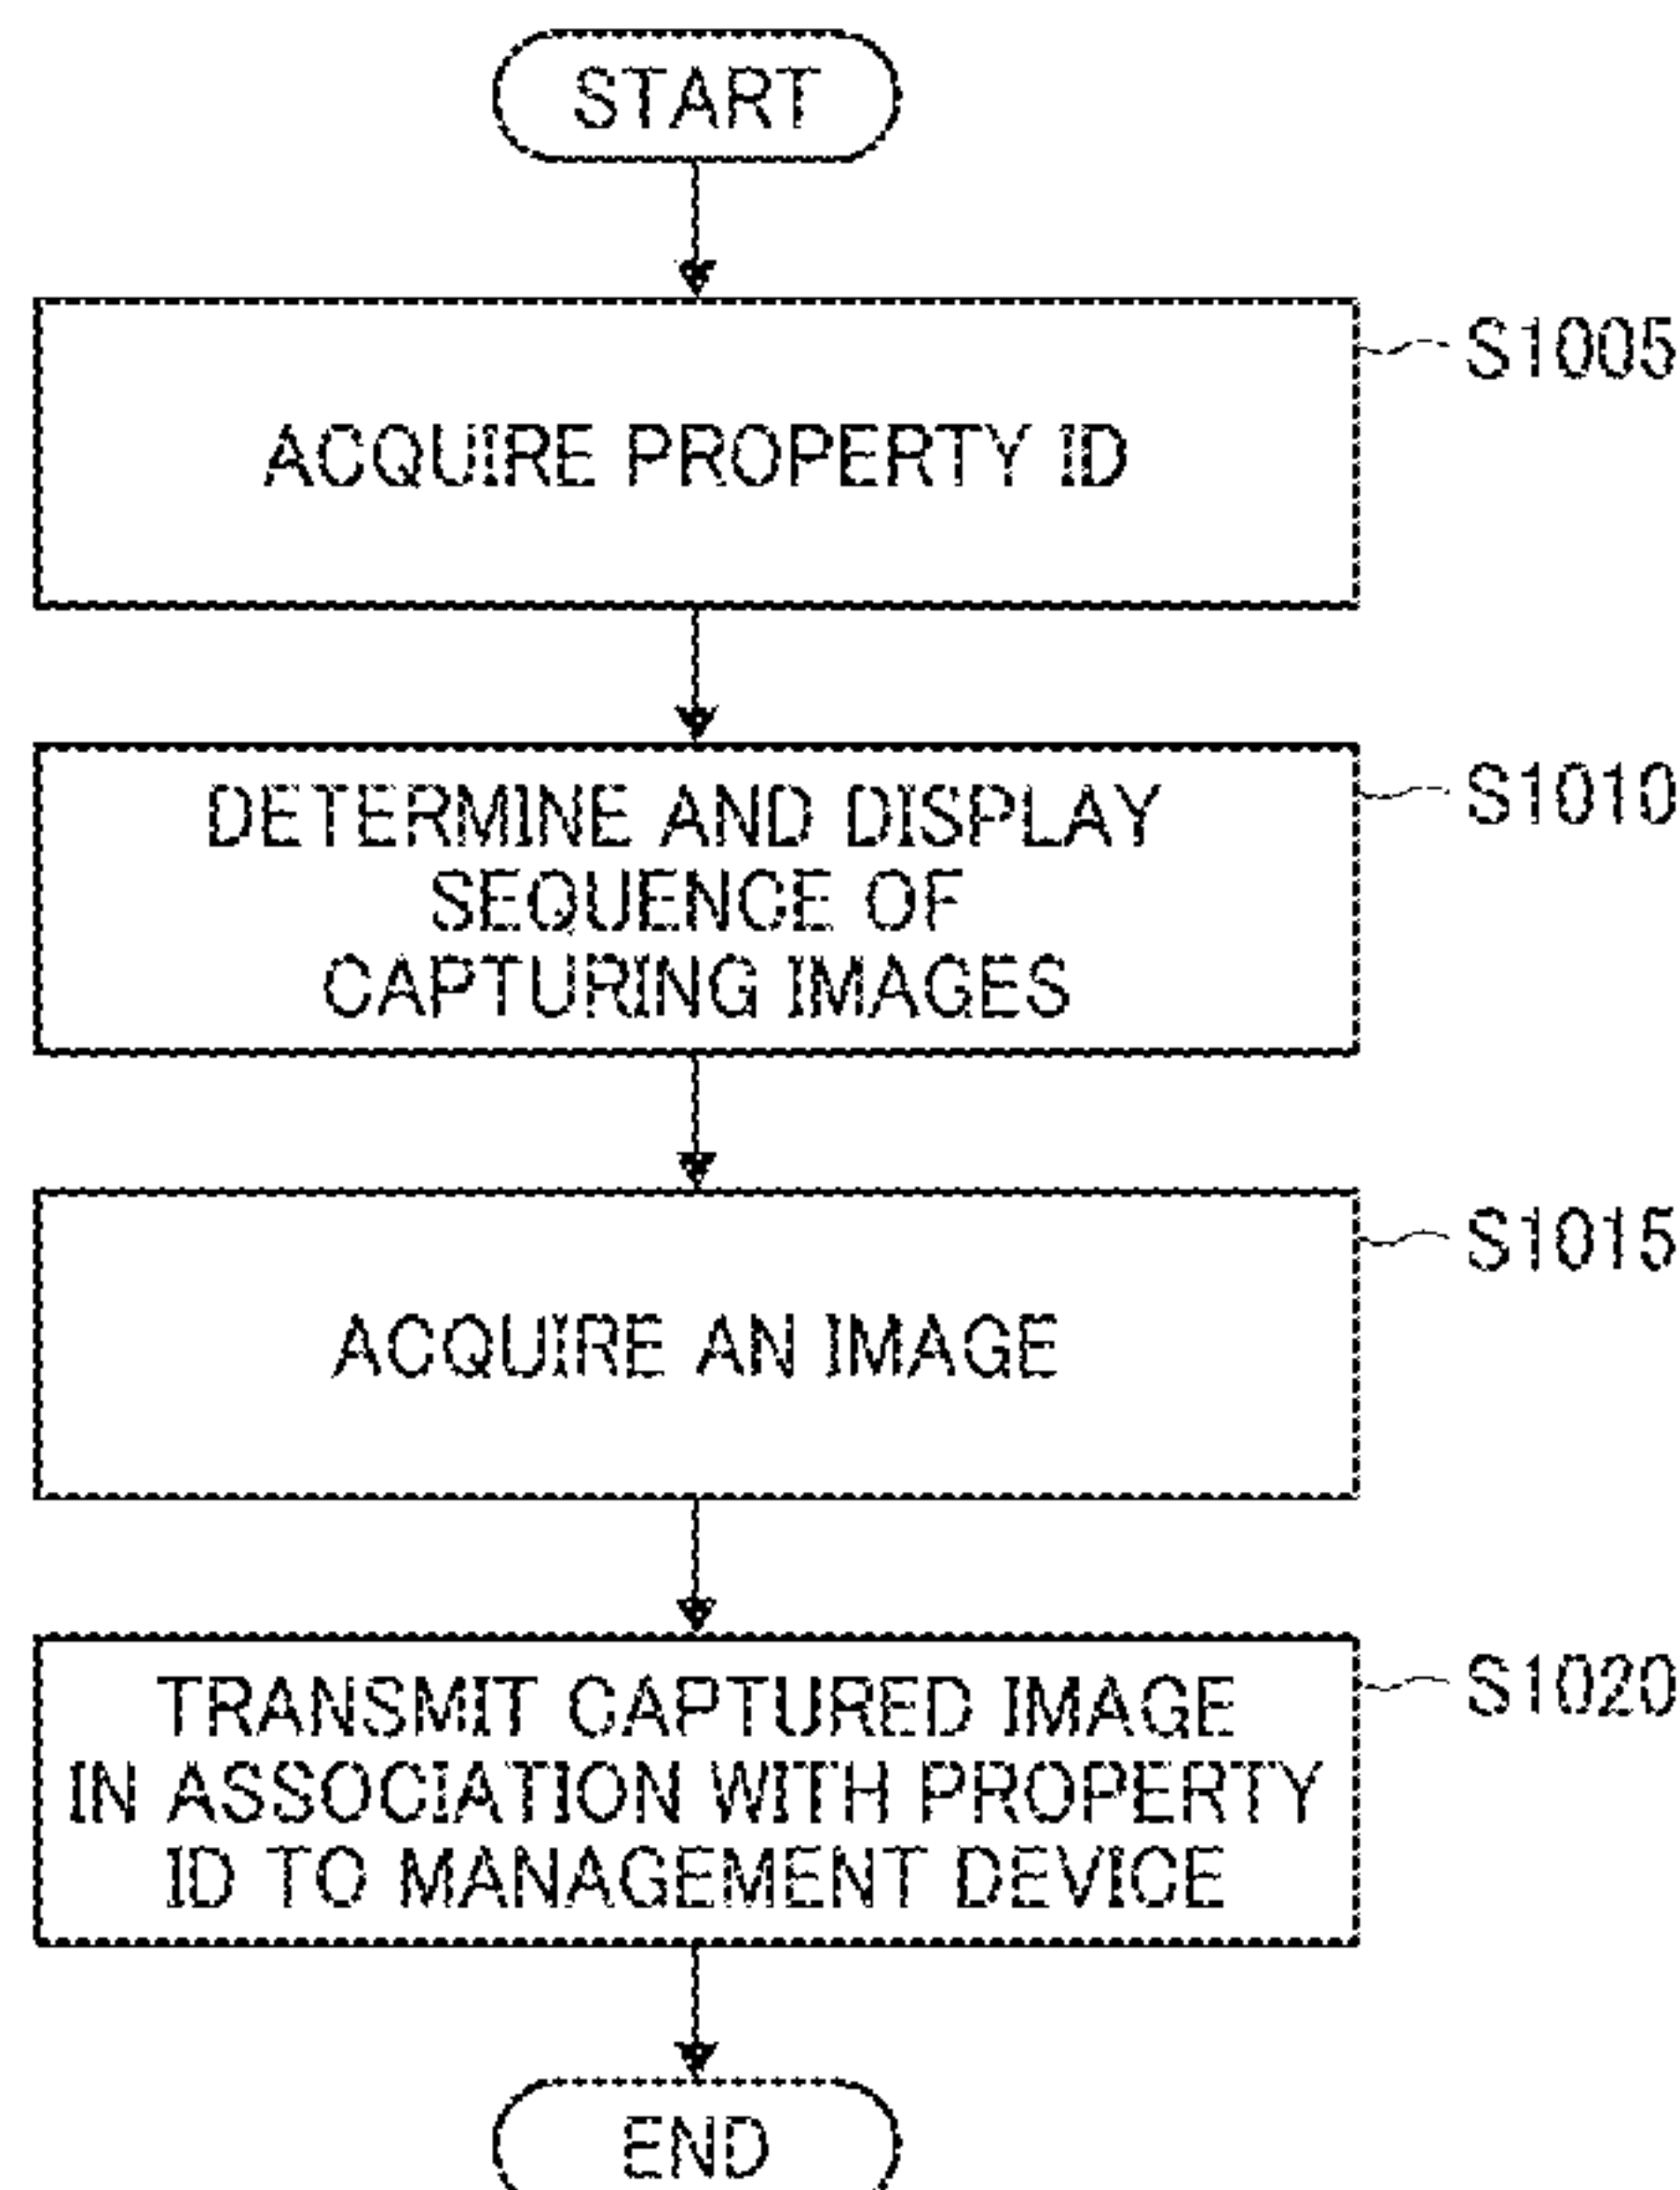 START
S1005
ACQUIRE PROPERTY ID
S1010
DETERMINE AND DISPLAY
SEQUENCE OF
CAPTURING IMAGES
S1015
ACQUIRE AN IMAGE
S1020
TRANSMIT CAPTURED IMAGE
IN ASSOCIATION WITH PROPERTY
ID TO MANAGEMENT DEVICE
END